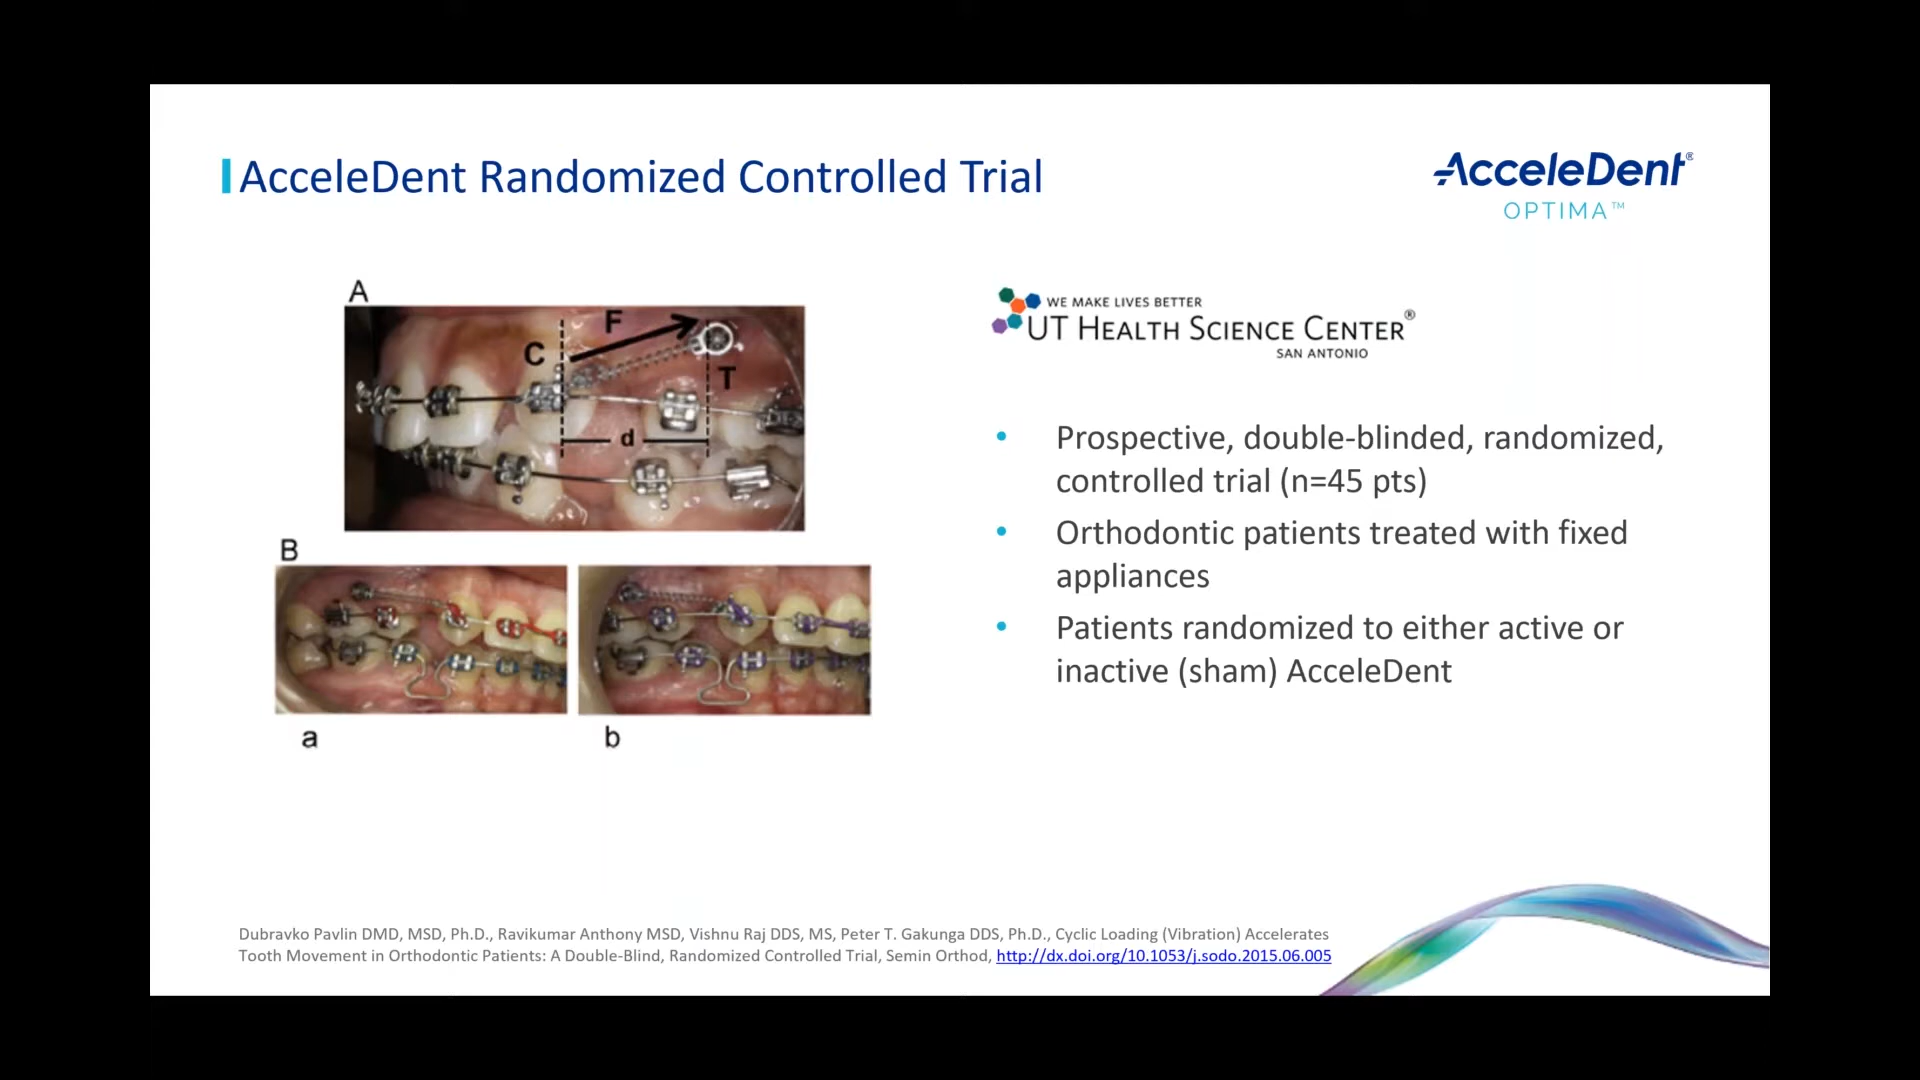 AcceleDent Randomized Controlled Trial
AcceleDent®
OPTIMA™
A
F
C
T
d
B
a
b
WE MAKE LIVES BETTER
UT HEALTH SCIENCE CENTER®
SAN ANTONIO
• Prospective, double-blinded, randomized,
controlled trial (n=45 pts)
• Orthodontic patients treated with fixed
appliances
• Patients randomized to either active or
inactive (sham) AcceleDent
Dubravko Pavlin DMD, MSD, Ph.D., Ravikumar Anthony MSD, Vishnu Raj DDS, MS, Peter T. Gakunga DDS, Ph.D., Cyclic Loading (Vibration) Accelerates
Tooth Movement in Orthodontic Patients: A Double-Blind, Randomized Controlled Trial, Semin Orthod, http://dx.doi.org/10.1053/j.sodo.2015.06.005